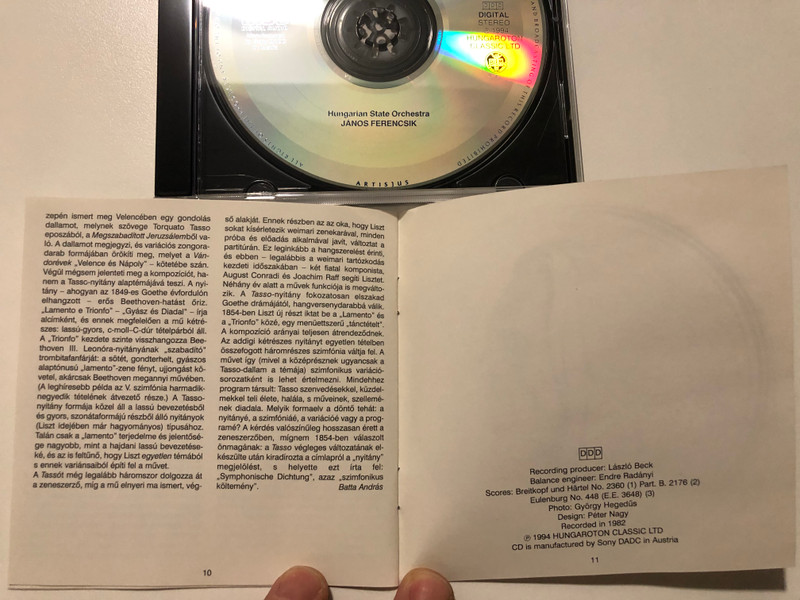 DIGITAL
STEREO
℗ 1994
HUNGAROTON
CLASSIC LTD
Hungarian State Orchestra
JÁNOS FERENCSIK
ARTISJUS
zepén ismert meg Velencében egy gondolás
dallamot, melynek szövege Torquato Tasso
eposzából, a Megszabadított Jeruzsálemből va-
ló. A dallamot megjegyzi, és variációs zongora-
darab formájában örökíti meg, melyet a Ván-
dorévek „Velence és Nápoly” – kötetébe szán.
Végül mégsem jelenteti meg a kompozíciót, ha-
nem a Tasso-nyitány alaptémájává teszi. A nyi-
tány – ahogyan az 1849-es Goethe évfordulón
elhangzott – erős Beethoven-hatást őriz.
„Lamento e Trionfo” – „Gyász és Diadal” – írja
alcímként, és ennek megfelelően a mű kétré-
szes: lassú-gyors, c-moll–C-dúr tételpárból áll.
A „Trionfo” kezdete szinte visszhangozza Bee-
thoven III. Leonóra-nyitányának „szabadító”
trombitafanfárját: a sötét, gondterhelt, gyászos
alaptónusú „lamento”-zene fényt, ujjongást kö-
vetel, akárcsak Beethoven megannyi művében.
(A leghíresebb példa az V. szimfónia harmadik-
negyedik tételének átvezető része.) A Tasso-
nyitány formája közel áll a lassú bevezetésből
és gyors, szonátaformájú részből álló nyitányok
(Liszt idejében már hagyományos) típusához.
Talán csak a „lamento” terjedelme és jelentősé-
ge nagyobb, mint a hajdani lassú bevezetése-
ké, és az is feltűnő, hogy Liszt egyetlen témából
s ennek variánsaiból építi fel a művet.
A Tassót még legalább háromszor dolgozza át
a zeneszerző, míg a mű elnyeri ma ismert, vég-
10
ső alakját. Ennek részben az az oka, hogy Liszt
sokat kísérletezik weimari zenekarával, minden
próba és előadás alkalmával javít, változtat a
partitúrán. Ez leginkább a hangszerelést érinti,
és ebben – legalábbis a weimari tartózkodás
kezdeti időszakában – két fiatal komponista,
August Conradi és Joachim Raff segíti Lisztet.
Néhány év alatt a művek funkciója is megválto-
zik. A Tasso-nyitány fokozatosan elszakad
Goethe drámájától, hangversenydarabbá válik.
1854-ben Liszt új részt iktat be a „Lamento” és
a „Trionfo” közé, egy menüettszerű „tánctételt”.
A kompozíció arányai teljesen átrendeződnek.
Az addigi kétrészes nyitányt egyetlen tételben
összefogott háromrészes szimfónia váltja fel. A
művet így (mivel a középrésznek ugyancsak a
Tasso-dallam a témája) szimfonikus variáció-
sorozatként is lehet értelmezni. Mindehhez
program társult: Tasso szenvedésekkel, küzdel-
mekkel teli élete, halála, s műveinek, szellemé-
nek diadala. Melyik formaelv a döntő tehát: a
nyitányé, a szimfóniáé, a variációé vagy a prog-
ramé? A kérdés valószínűleg hosszasan érett a
zeneszerzőben, mígnem 1854-ben válaszolt
önmagának: a Tasso végleges változatának el-
készülte után kiradírozta a címlapról a „nyitány”
megjelölést, s helyette ezt írta fel:
„Symphonische Dichtung”, azaz „szimfonikus
költemény”. Batta András
DDD
Recording producer: László Beck
Balance engineer: Endre Radányi
Scores: Breitkopf und Härtel No. 2360 (1) Part. B. 2176 (2)
Eulenburg No. 448 (E.E. 3648) (3)
Photo: György Hegedűs
Design: Péter Nagy
Recorded in 1982
℗ 1994 HUNGAROTON CLASSIC LTD
CD is manufactured by Sony DADC in Austria
11